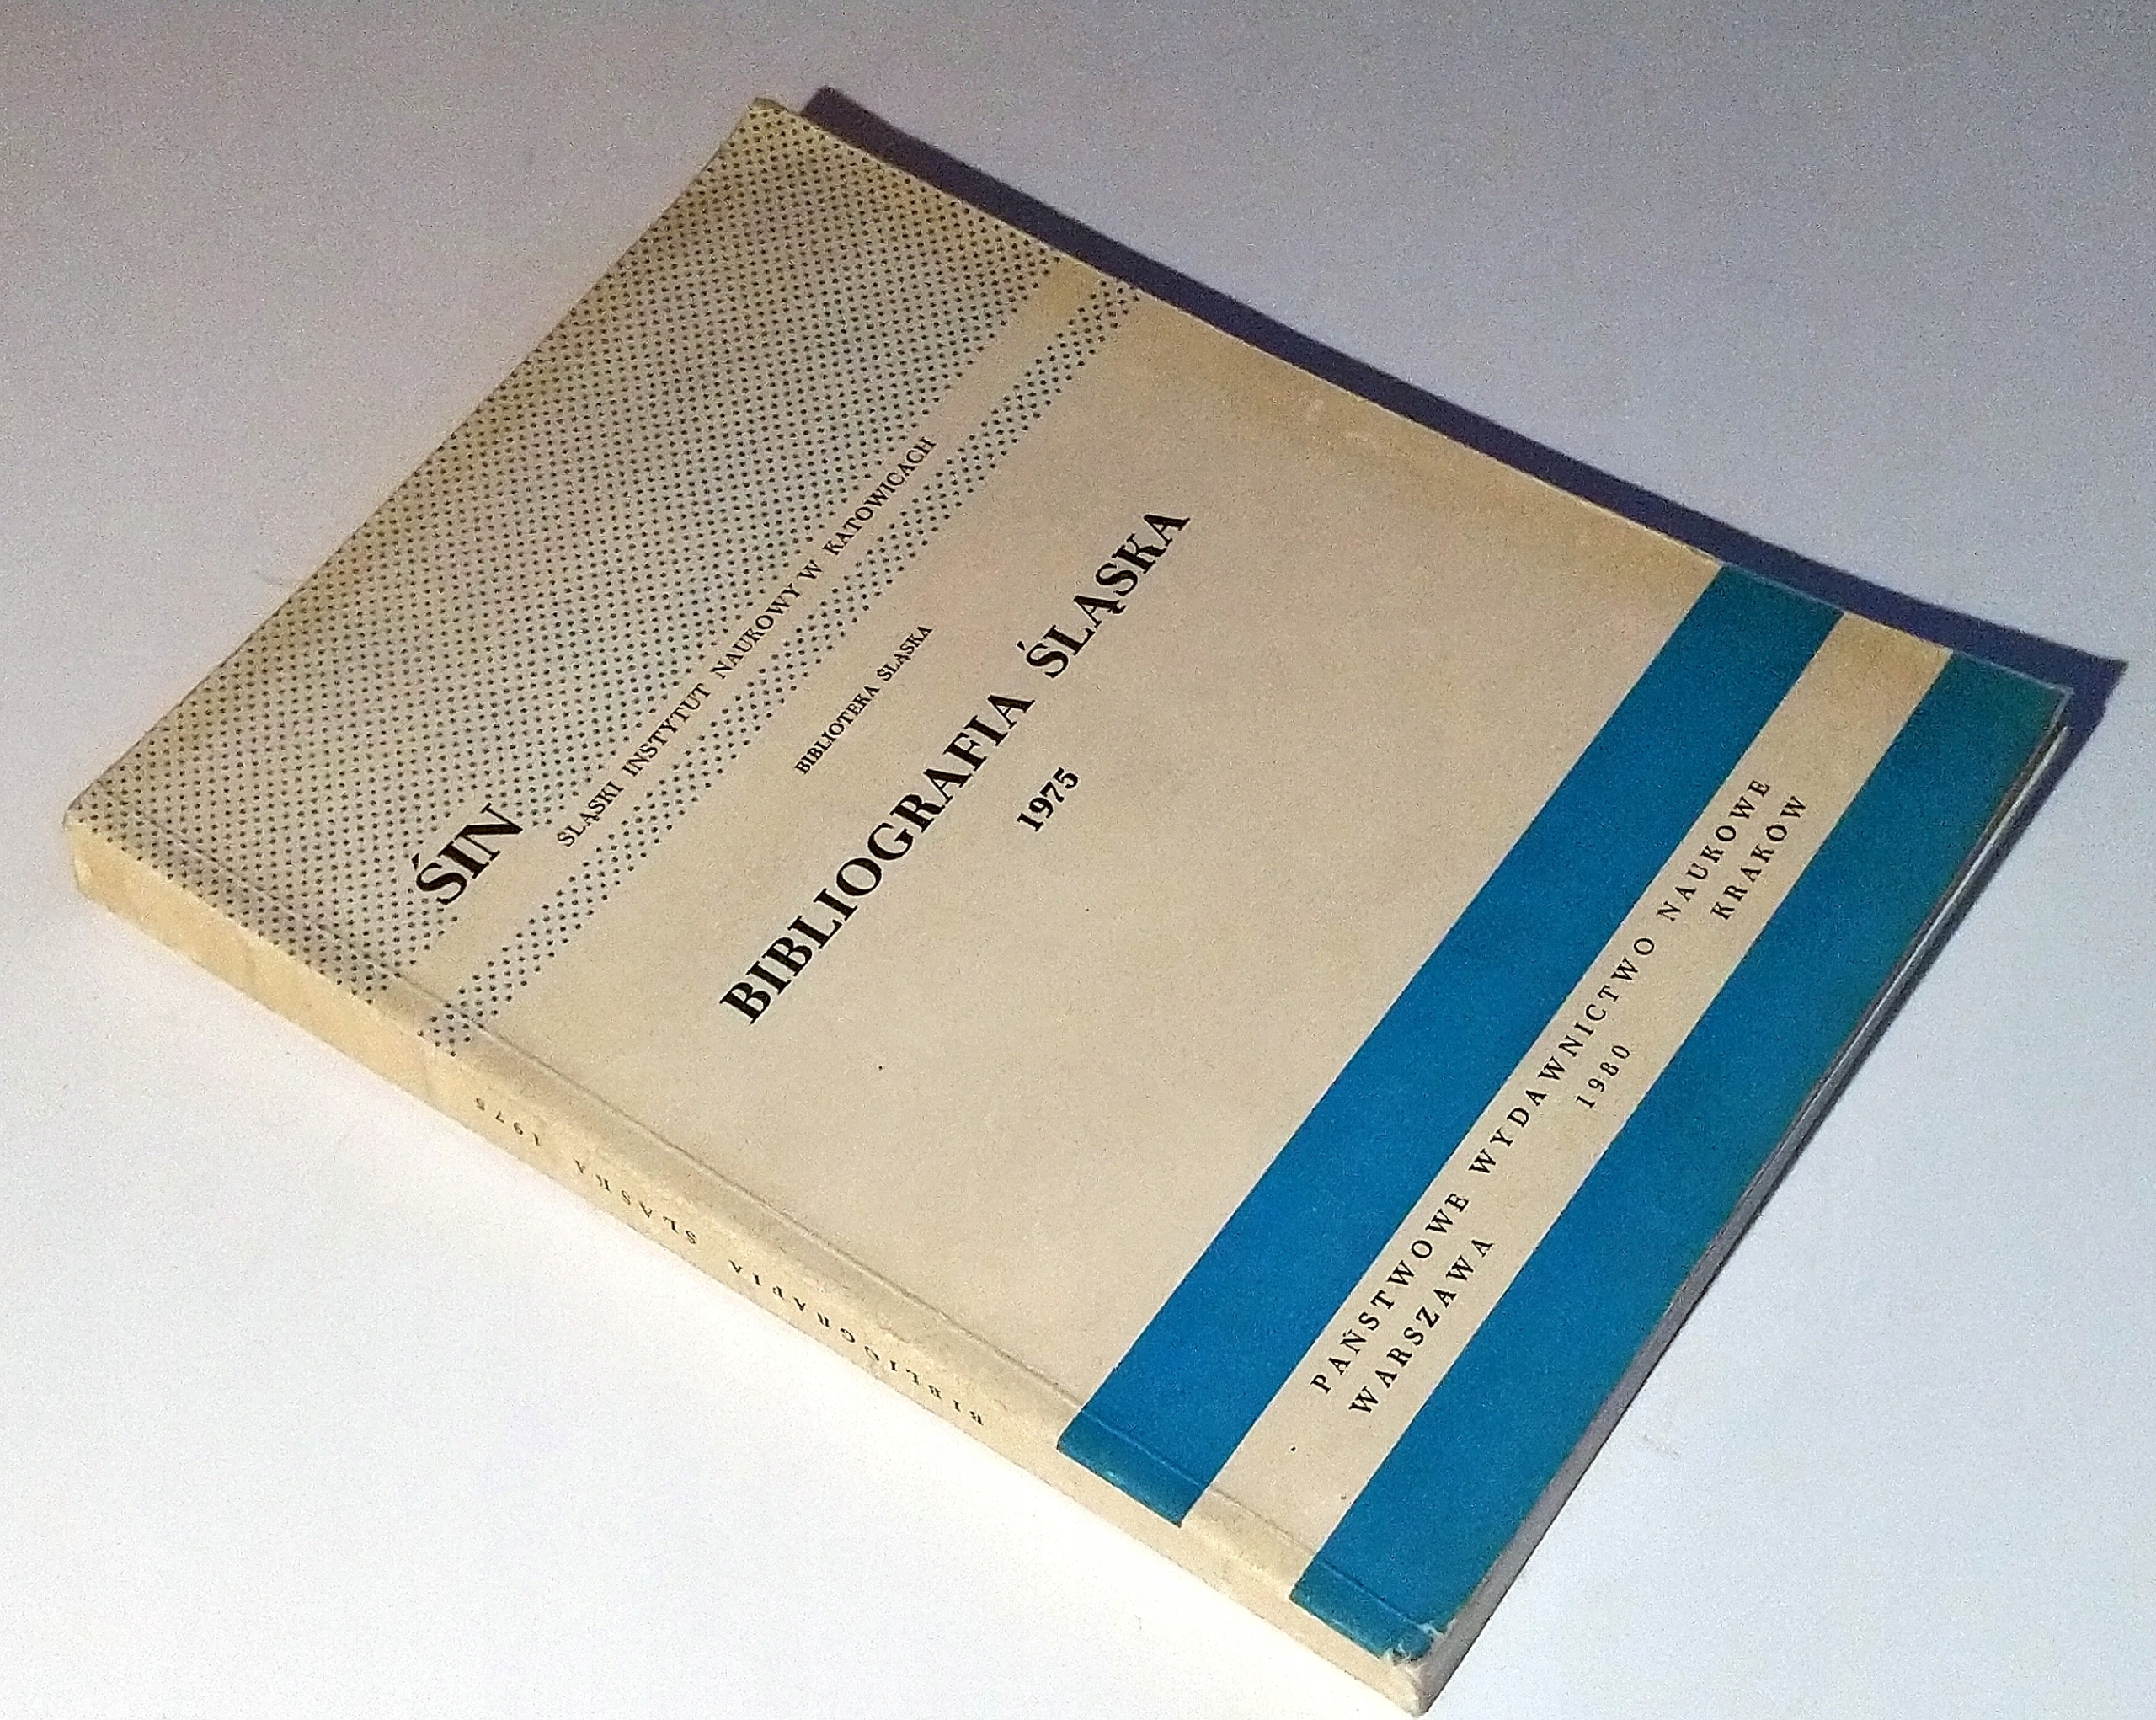 ŚIN
ŚLĄSKI INSTYTUT NAUKOWY W KATOWICACH
BIBLIOTEKA ŚLĄSKA
BIBLIOGRAFIA ŚLĄSKA
1975
PAŃSTWOWE WYDAWNICTWO NAUKOWE
WARSZAWA 1980 KRAKÓW
BIBLIOGRAFIA ŚLĄSKA 1975